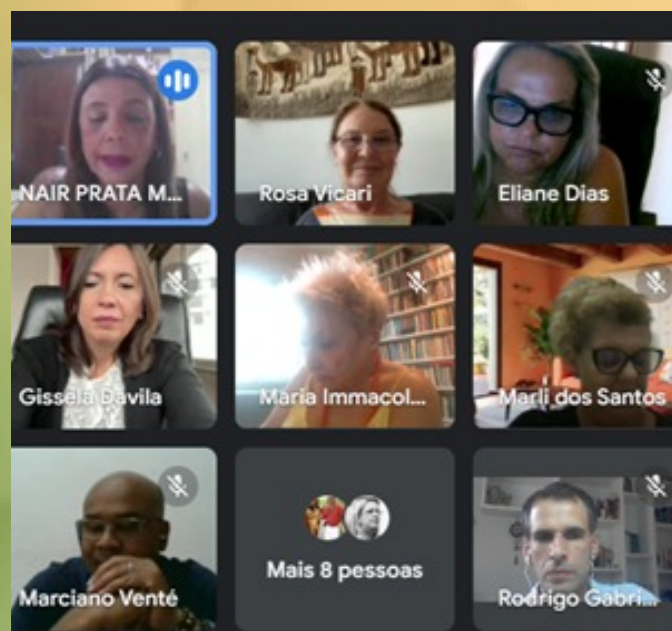 NAIR PRATA M...
Rosa Vicari
Eliane Dias
Gissela Dávila
Maria Immacol...
Marli dos Santos
Marciano Venté
Mais 8 pessoas
Rodrigo Gabri...